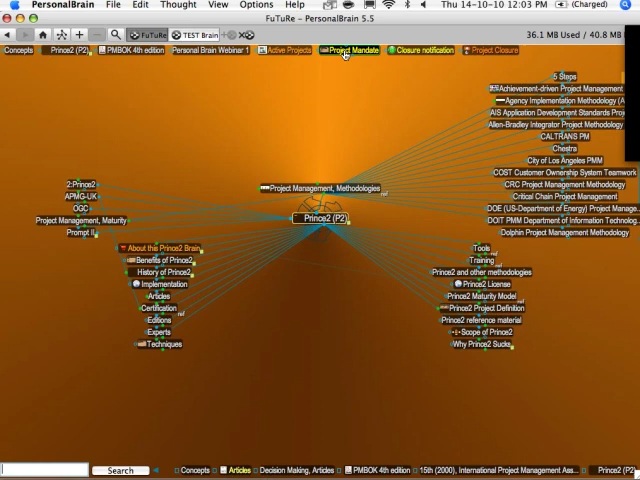 PersonalBrain File Edit Thought View Options Help Thu 14-10-10 12:03 PM (Charged)
FuTuRe - PersonalBrain 5.5
FuTuRe TEST Brain 36.1 MB Used / 40.8 MB
Concepts Prince2 (P2) PMBOK 4th edition Personal Brain Webinar 1 Active Projects Project Mandate Closure notification Project Closure
5 Steps
Achievement-driven Project Management
Agency Implementation Methodology (A
AIS Application Development Standards Proj
Allen-Bradley Integrator Project Methodology
CALTRANS PM
Chestra
City of Los Angeles PMM
COST Customer Ownership System Teamwork
CRC Project Management Methodology
Critical Chain Project Management
DOE (US-Department of Energy) Project Manage...
DOIT PMM Department of Information Technolog...
Dolphin Project Management Methodology
Project Management, Methodologies
ref
Prince2 (P2)
2:Prince2
APMG-UK
OGC
Project Management, Maturity
Prompt II
About this Prince2 Brain
Benefits of Prince2
History of Prince2
Implementation
Articles
Certification
ref
Editions
Experts
Techniques
Tools
ref
Training
ref
Prince2 and other methodologies
Prince2 License
Prince2 Maturity Model
ref
Prince2 Project Definition
Prince2 reference material
Scope of Prince2
Why Prince2 Sucks
Search Concepts Articles Decision Making, Articles PMBOK 4th edition 15th (2000), International Project Management Ass... Prince2 (P2)